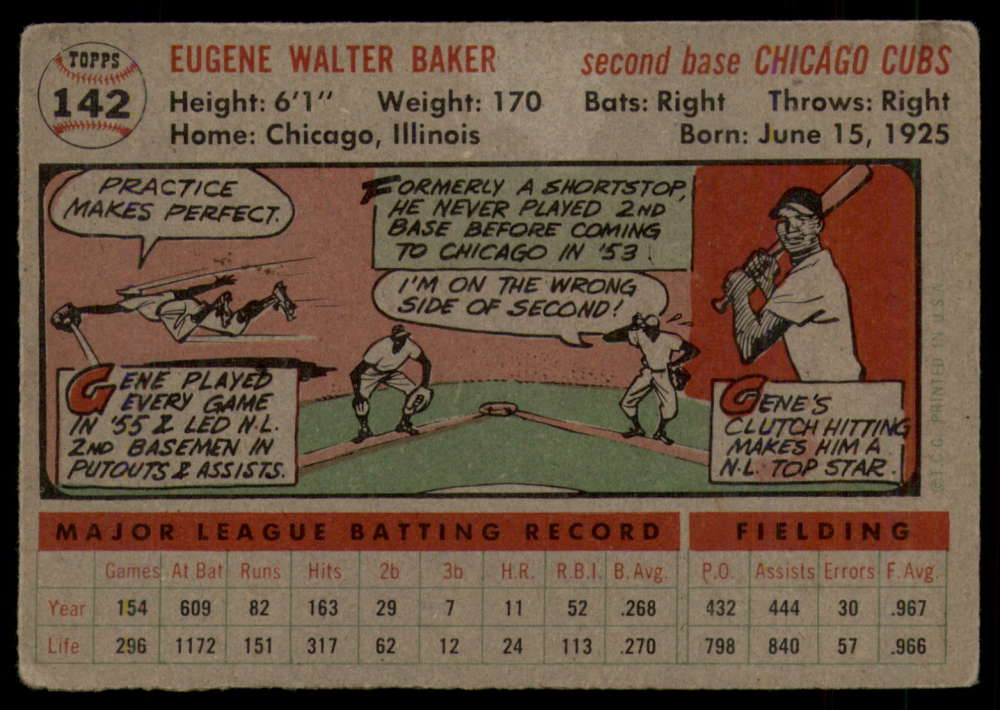 TOPPS
142
EUGENE WALTER BAKER second base CHICAGO CUBS
Height: 6'1" Weight: 170 Bats: Right Throws: Right
Home: Chicago, Illinois Born: June 15, 1925
PRACTICE
MAKES PERFECT.
FORMERLY A SHORTSTOP,
HE NEVER PLAYED 2ND
BASE BEFORE COMING
TO CHICAGO IN '53.
I'M ON THE WRONG
SIDE OF SECOND!
GENE PLAYED
EVERY GAME
IN '55 & LED N.L.
2ND BASEMEN IN
PUTOUTS & ASSISTS.
GENE'S
CLUTCH HITTING
MAKES HIM A
N.L. TOP STAR.
B
© T.C.G. PRINTED IN U.S.A.
MAJOR LEAGUE BATTING RECORD FIELDING
Games At Bat Runs Hits 2b 3b H.R. R.B.I. B.Avg. P.O. Assists Errors F.Avg.
Year 154 609 82 163 29 7 11 52 .268 432 444 30 .967
Life 296 1172 151 317 62 12 24 113 .270 798 840 57 .966